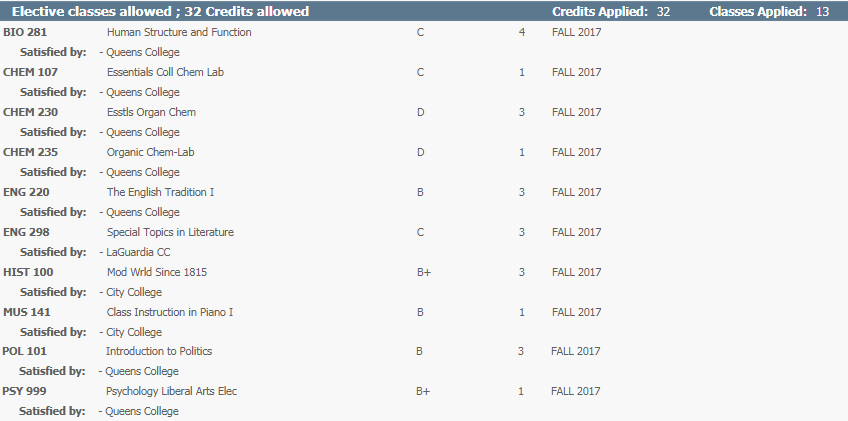 Elective classes allowed ; 32 Credits allowed Credits Applied: 32 Classes Applied: 13
BIO 281 Human Structure and Function C 4 FALL 2017
Satisfied by: - Queens College
CHEM 107 Essentials Coll Chem Lab C 1 FALL 2017
Satisfied by: - Queens College
CHEM 230 Esstls Organ Chem D 3 FALL 2017
Satisfied by: - Queens College
CHEM 235 Organic Chem-Lab D 1 FALL 2017
Satisfied by: - Queens College
ENG 220 The English Tradition I B 3 FALL 2017
Satisfied by: - Queens College
ENG 298 Special Topics in Literature C 3 FALL 2017
Satisfied by: - LaGuardia CC
HIST 100 Mod Wrld Since 1815 B+ 3 FALL 2017
Satisfied by: - City College
MUS 141 Class Instruction in Piano I B 1 FALL 2017
Satisfied by: - City College
POL 101 Introduction to Politics B 3 FALL 2017
Satisfied by: - Queens College
PSY 999 Psychology Liberal Arts Elec B+ 1 FALL 2017
Satisfied by: - Queens College